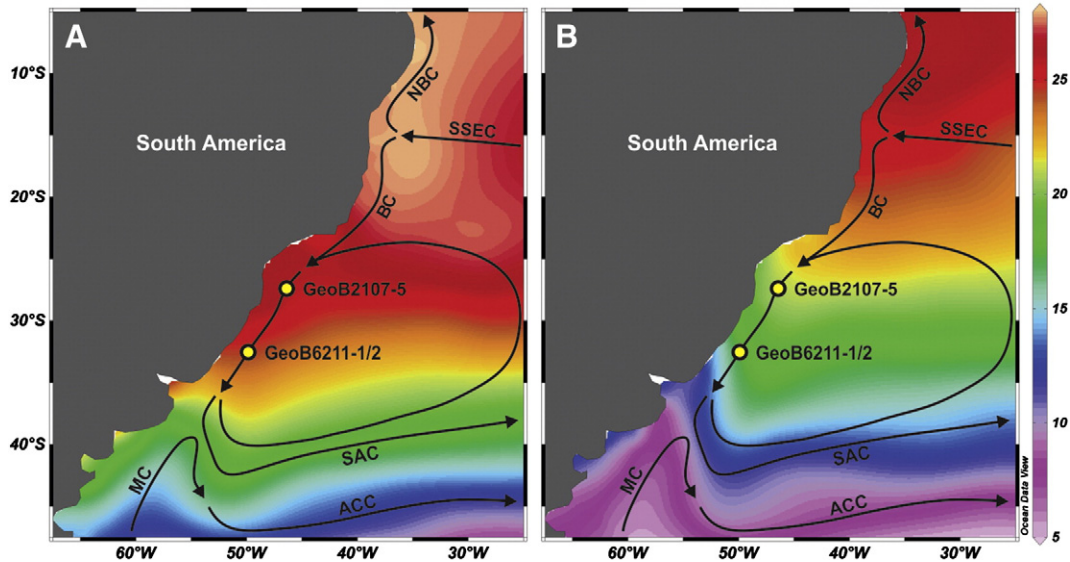 A
B
10°S
20°S
30°S
40°S
South America
NBC
SSEC
BC
GeoB2107-5
GeoB6211-1/2
MC
SAC
ACC
60°W
50°W
40°W
30°W
South America
NBC
SSEC
BC
GeoB2107-5
GeoB6211-1/2
MC
SAC
ACC
60°W
50°W
40°W
30°W
25
20
15
10
5
Ocean Data View